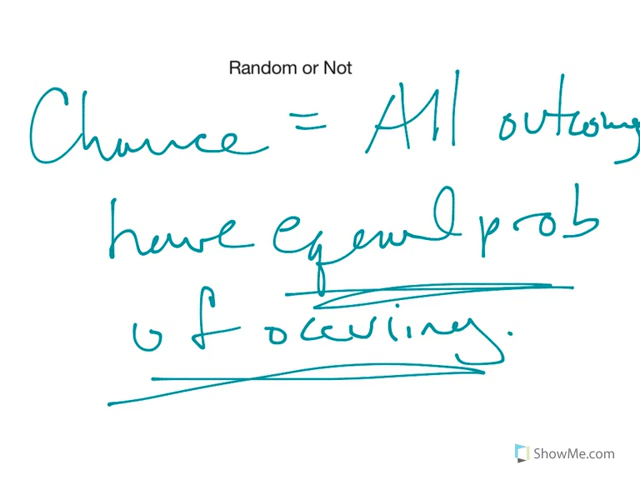 Random or Not
Chance = All outcomes
have equal prob
of occuring.
ShowMe.com